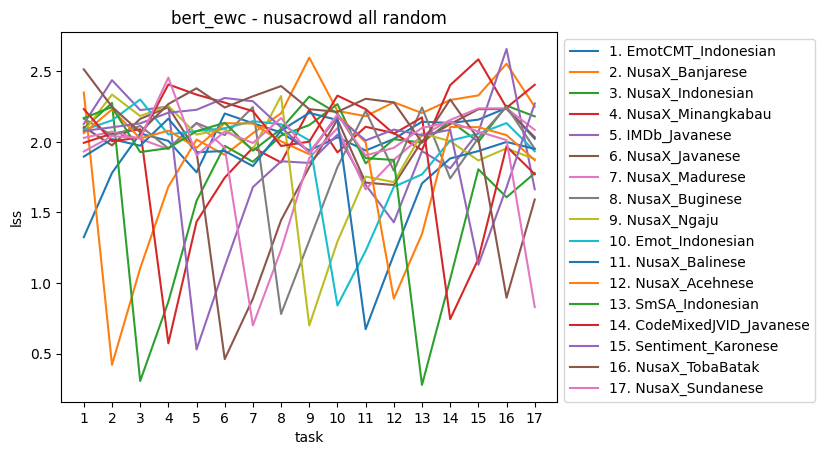 bert_ewc - nusacrowd all random
lss
2.5
2.0
1.5
1.0
0.5
1 2 3 4 5 6 7 8 9 10 11 12 13 14 15 16 17
task
1. EmotCMT_Indonesian
2. NusaX_Banjarese
3. NusaX_Indonesian
4. NusaX_Minangkabau
5. IMDb_Javanese
6. NusaX_Javanese
7. NusaX_Madurese
8. NusaX_Buginese
9. NusaX_Ngaju
10. Emot_Indonesian
11. NusaX_Balinese
12. NusaX_Acehnese
13. SmSA_Indonesian
14. CodeMixedJVID_Javanese
15. Sentiment_Karonese
16. NusaX_TobaBatak
17. NusaX_Sundanese